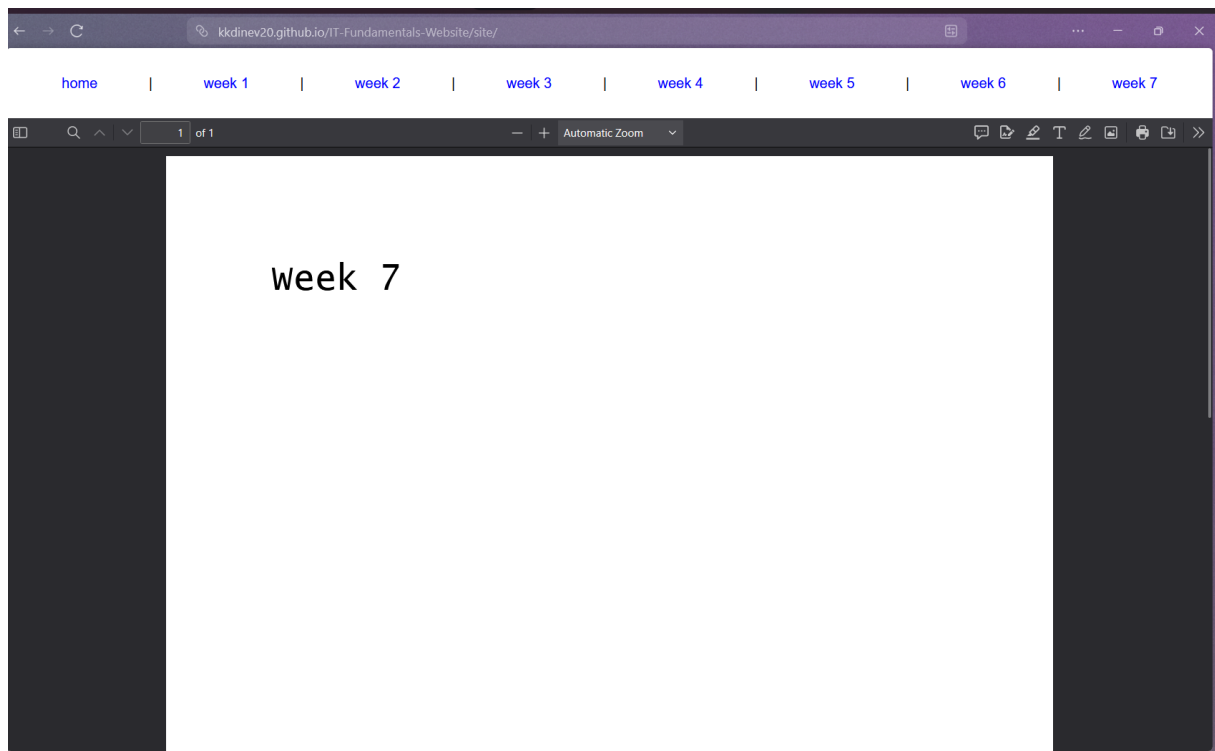 kkdinev20.github.io/IT-Fundamentals-Website/site/
home | week 1 | week 2 | week 3 | week 4 | week 5 | week 6 | week 7
1 of 1 Automatic Zoom
Week 7